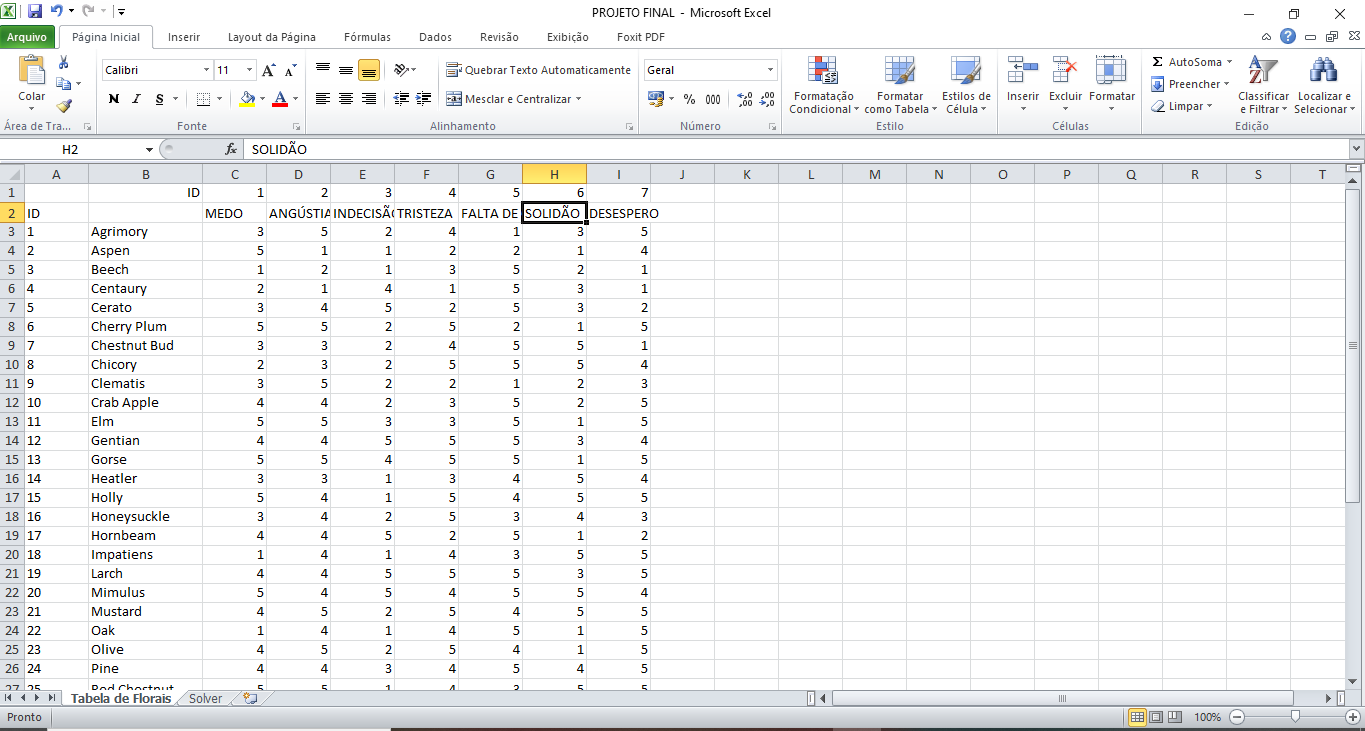 PROJETO FINAL - Microsoft Excel
Arquivo Página Inicial Inserir Layout da Página Fórmulas Dados Revisão Exibição Foxit PDF
Colar
Calibri 11
Quebrar Texto Automaticamente
Geral
Formatação Condicional
Formatar como Tabela
Estilos de Célula
Inserir Excluir Formatar
Σ AutoSoma
Preencher
Limpar
Classificar e Filtrar
Localizar e Selecionar
N I S
Mesclar e Centralizar
% 000
Área de Tra... Fonte Alinhamento Número Estilo Células Edição
H2 fx SOLIDÃO
A B C D E F G H I J K L M N O P Q R S T
1 ID 1 2 3 4 5 6 7
2 ID MEDO ANGÚSTIA INDECISÃO TRISTEZA FALTA DE SOLIDÃO DESESPERO
3 1 Agrimory 3 5 2 4 1 3 5
4 2 Aspen 5 1 1 2 2 1 4
5 3 Beech 1 2 1 3 5 2 1
6 4 Centaury 2 1 4 1 5 3 1
7 5 Cerato 3 4 5 2 5 3 2
8 6 Cherry Plum 5 5 2 5 2 1 5
9 7 Chestnut Bud 3 3 2 4 5 5 1
10 8 Chicory 2 3 2 5 5 5 4
11 9 Clematis 3 5 2 2 1 2 3
12 10 Crab Apple 4 4 2 3 5 2 5
13 11 Elm 5 5 3 3 5 1 5
14 12 Gentian 4 4 5 5 5 3 4
15 13 Gorse 5 5 4 5 5 1 5
16 14 Heatler 3 3 1 3 4 5 4
17 15 Holly 5 4 1 5 4 5 5
18 16 Honeysuckle 3 4 2 5 3 4 3
19 17 Hornbeam 4 4 5 2 5 1 2
20 18 Impatiens 1 4 1 4 3 5 5
21 19 Larch 4 4 5 5 5 3 5
22 20 Mimulus 5 4 5 4 5 5 4
23 21 Mustard 4 5 2 5 4 5 5
24 22 Oak 1 4 1 4 5 1 5
25 23 Olive 4 5 2 5 4 1 5
26 24 Pine 4 4 3 4 5 4 5
27 25 Red Chestnut 5 5 1 4 3 5 5
Tabela de Florais Solver
Pronto 100%